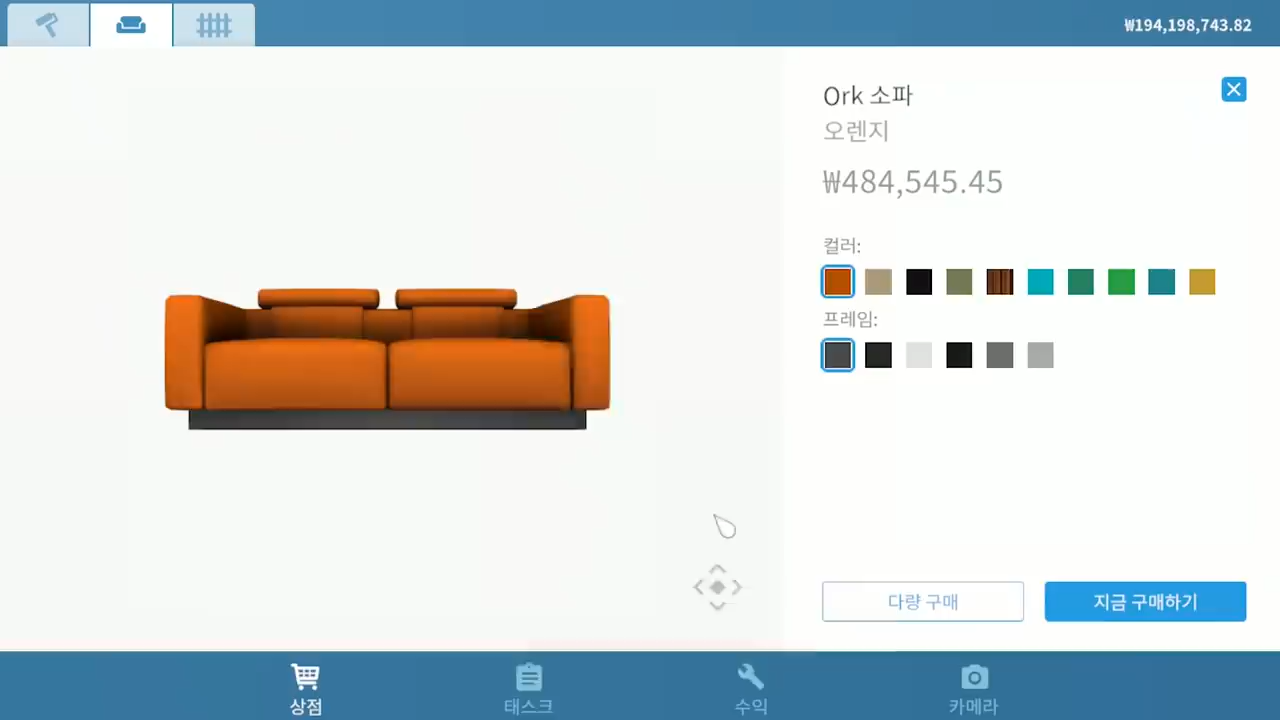 ₩194,198,743.82
Ork 소파
오렌지
₩484,545.45
컬러:
프레임:
다량 구매
지금 구매하기
상점
태스크
수익
카메라